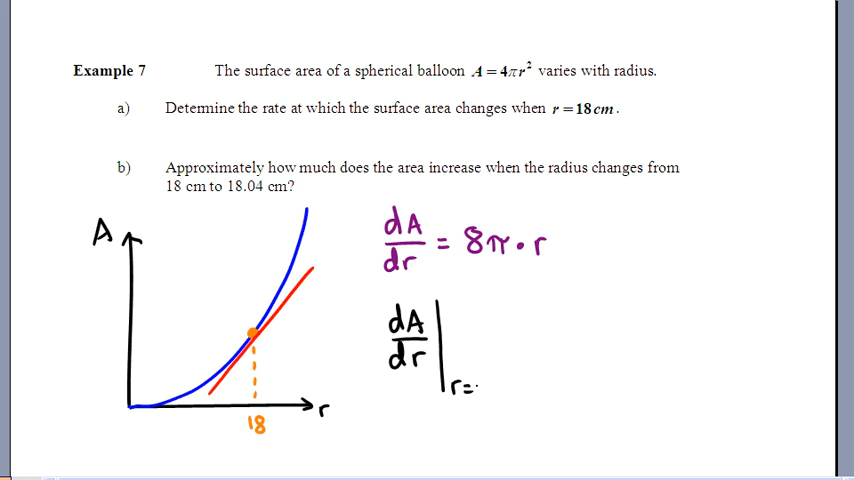 Example 7 The surface area of a spherical balloon A = 4πr² varies with radius.
a) Determine the rate at which the surface area changes when r = 18 cm.
b) Approximately how much does the area increase when the radius changes from
18 cm to 18.04 cm?
A
dA/dr = 8π • r
dA/dr | r=
r
18